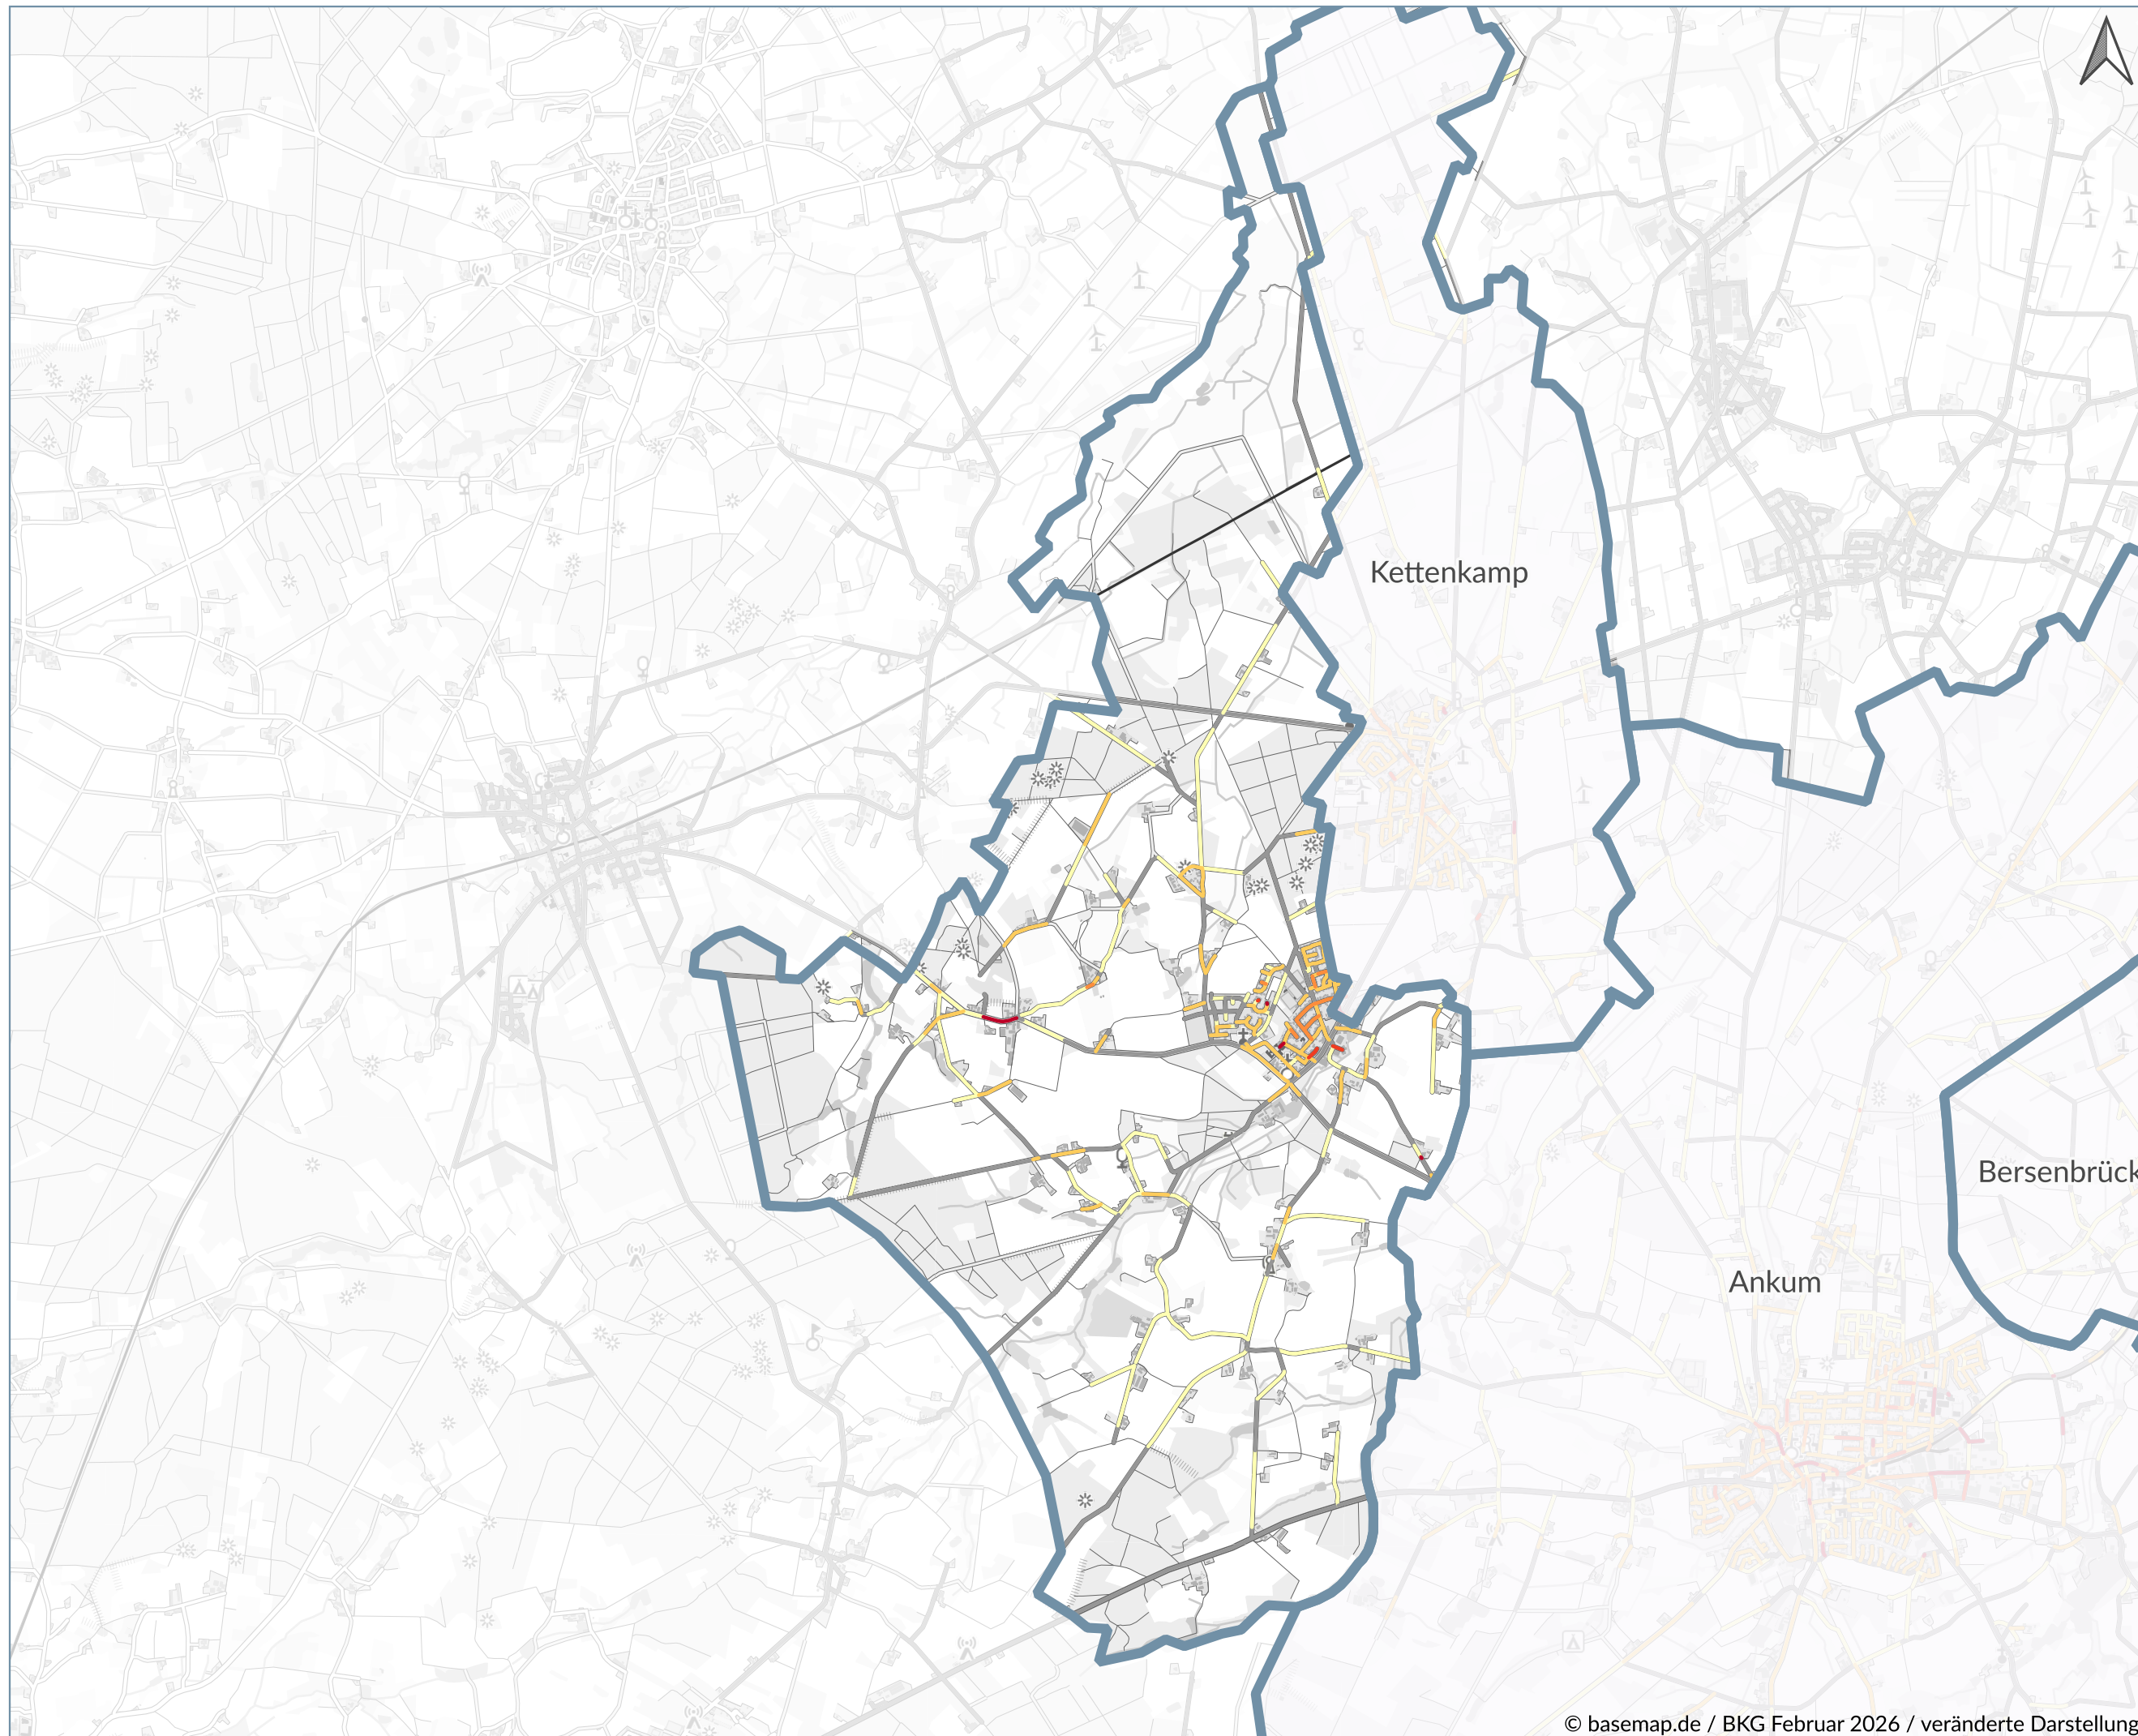 Kettenkamp
Bersenbrück
Ankum
© basemap.de / BKG Februar 2026 / veränderte Darstellung